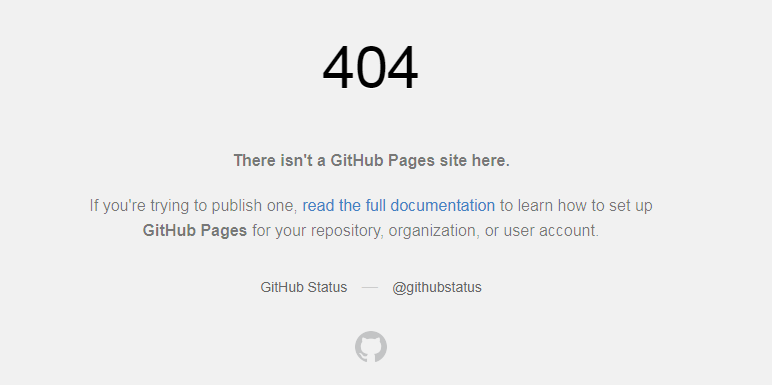 404
There isn't a GitHub Pages site here.
If you're trying to publish one, read the full documentation to learn how to set up
GitHub Pages for your repository, organization, or user account.
GitHub Status — @githubstatus